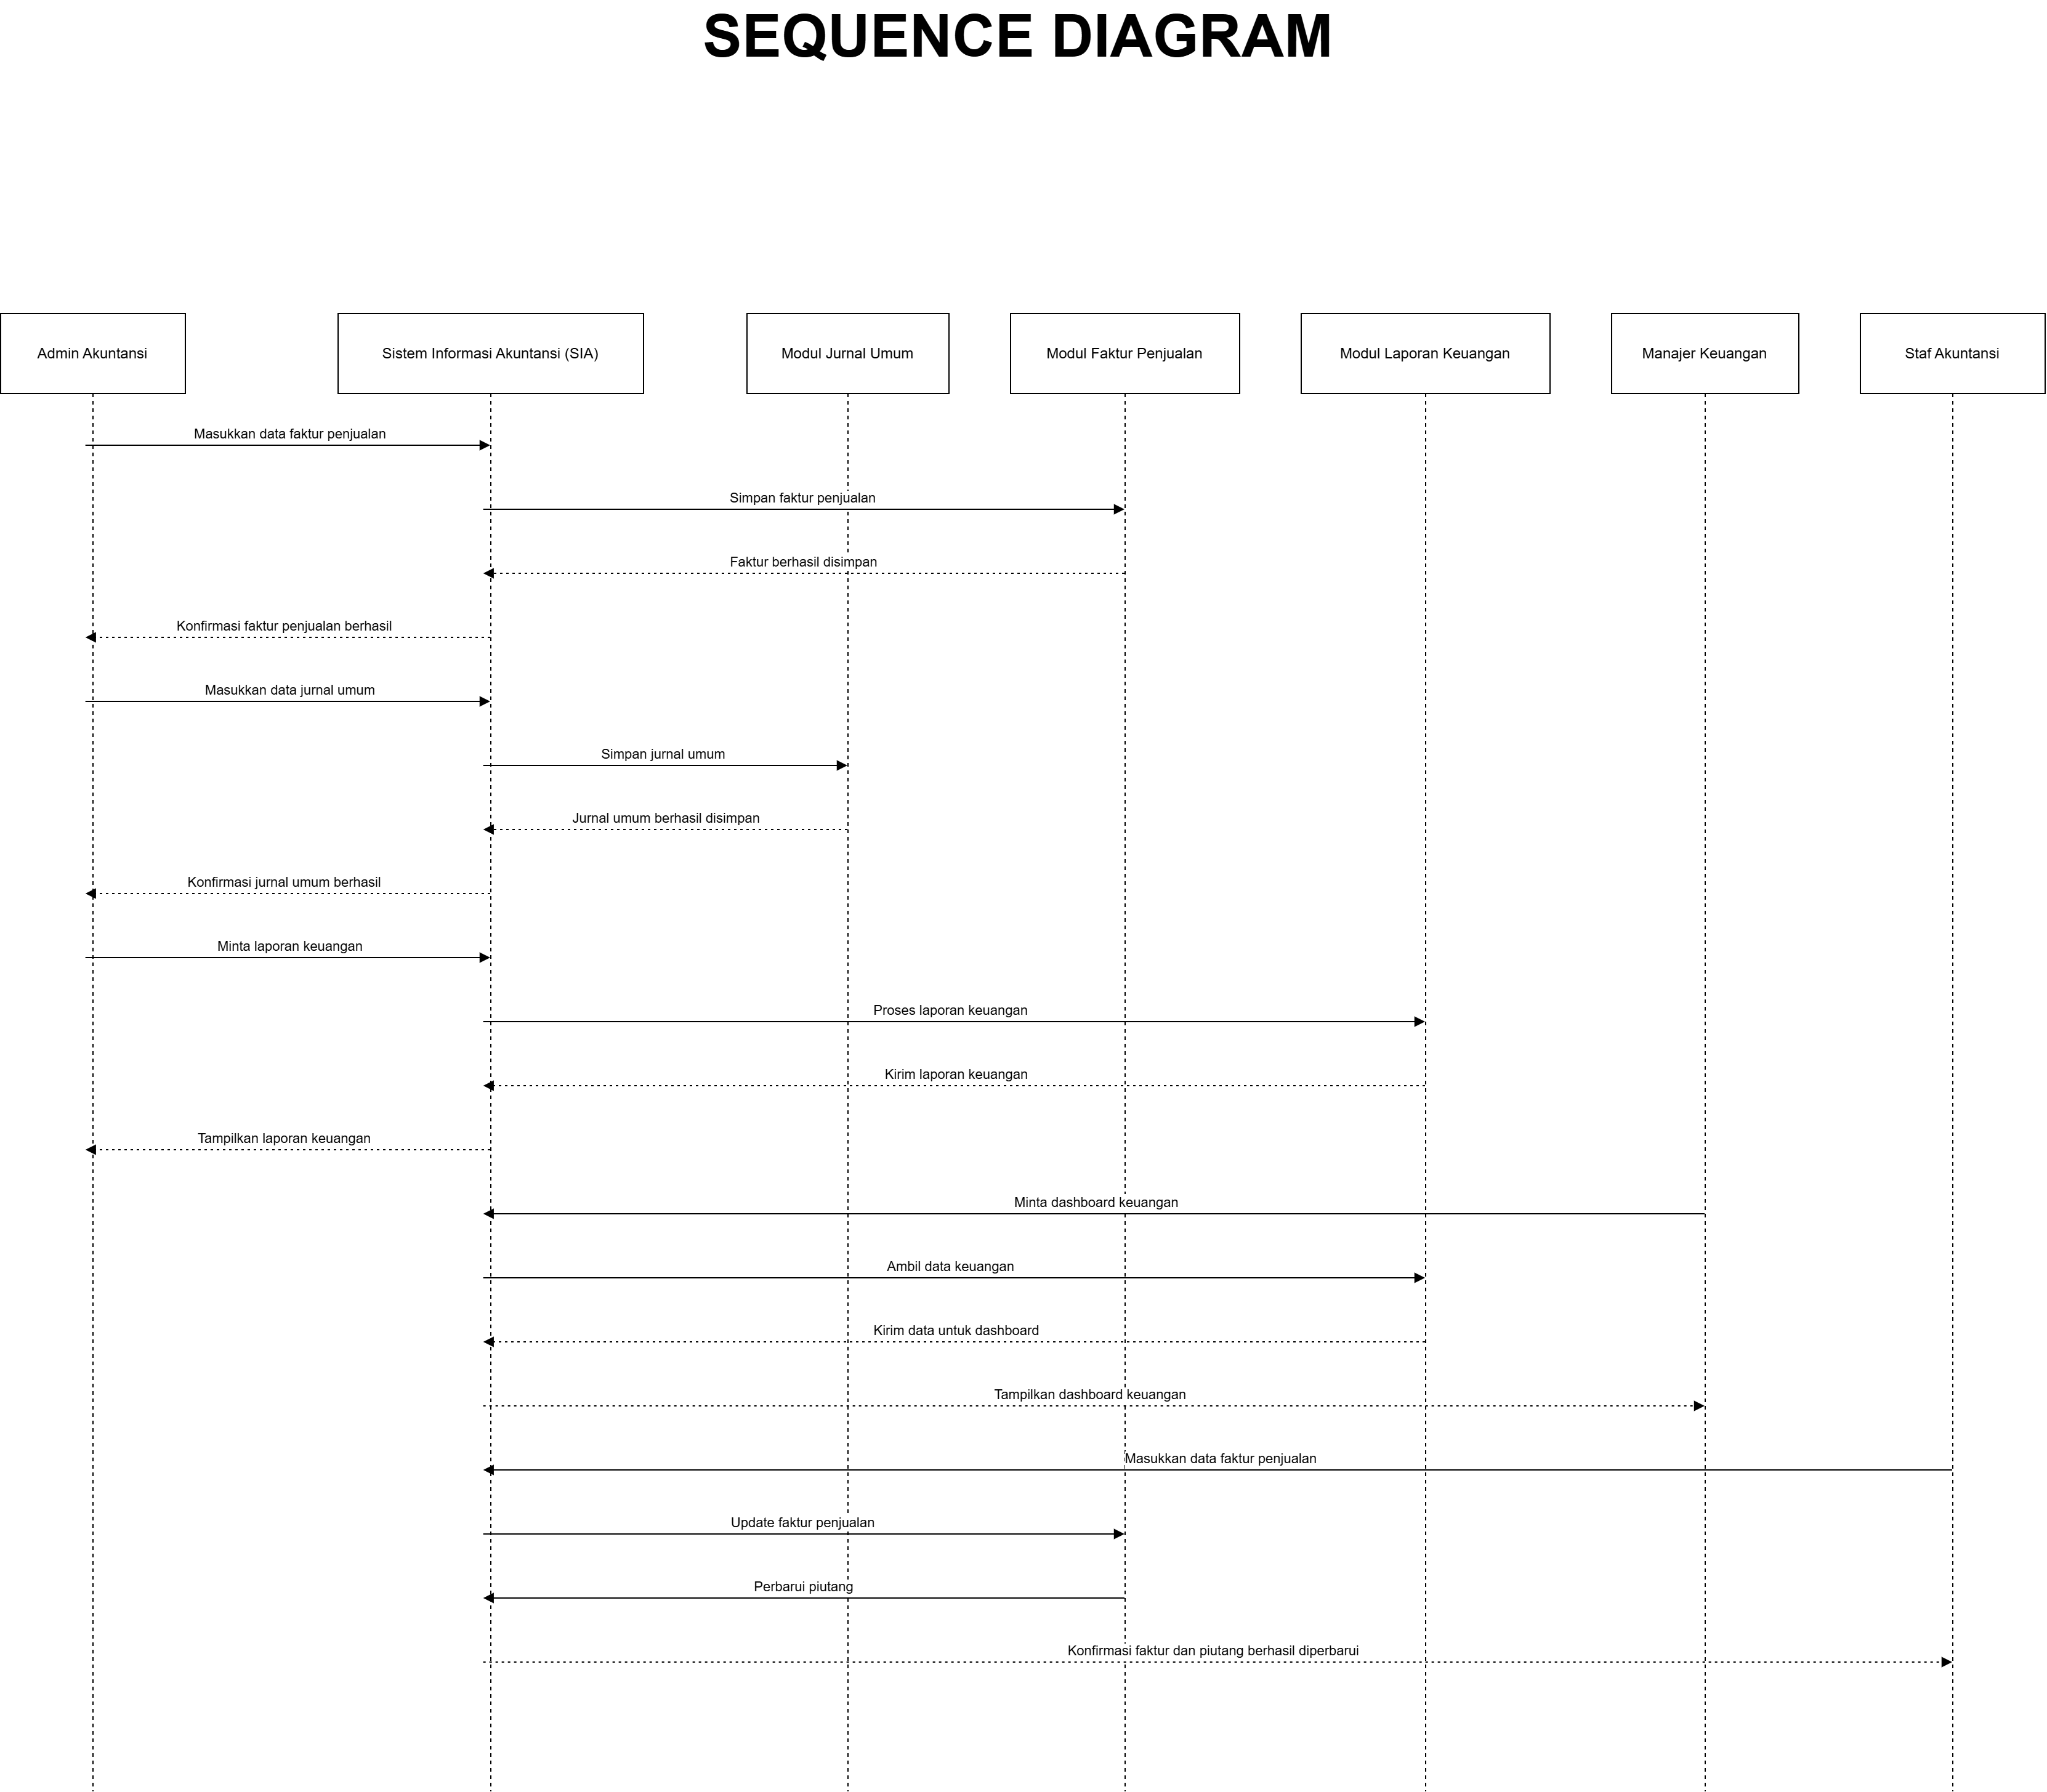 SEQUENCE DIAGRAM
Admin Akuntansi
Sistem Informasi Akuntansi (SIA)
Modul Jurnal Umum
Modul Faktur Penjualan
Modul Laporan Keuangan
Manajer Keuangan
Staf Akuntansi
Masukkan data faktur penjualan
Simpan faktur penjualan
Faktur berhasil disimpan
Konfirmasi faktur penjualan berhasil
Masukkan data jurnal umum
Simpan jurnal umum
Jurnal umum berhasil disimpan
Konfirmasi jurnal umum berhasil
Minta laporan keuangan
Proses laporan keuangan
Kirim laporan keuangan
Tampilkan laporan keuangan
Minta dashboard keuangan
Ambil data keuangan
Kirim data untuk dashboard
Tampilkan dashboard keuangan
Masukkan data faktur penjualan
Update faktur penjualan
Perbarui piutang
Konfirmasi faktur dan piutang berhasil diperbarui